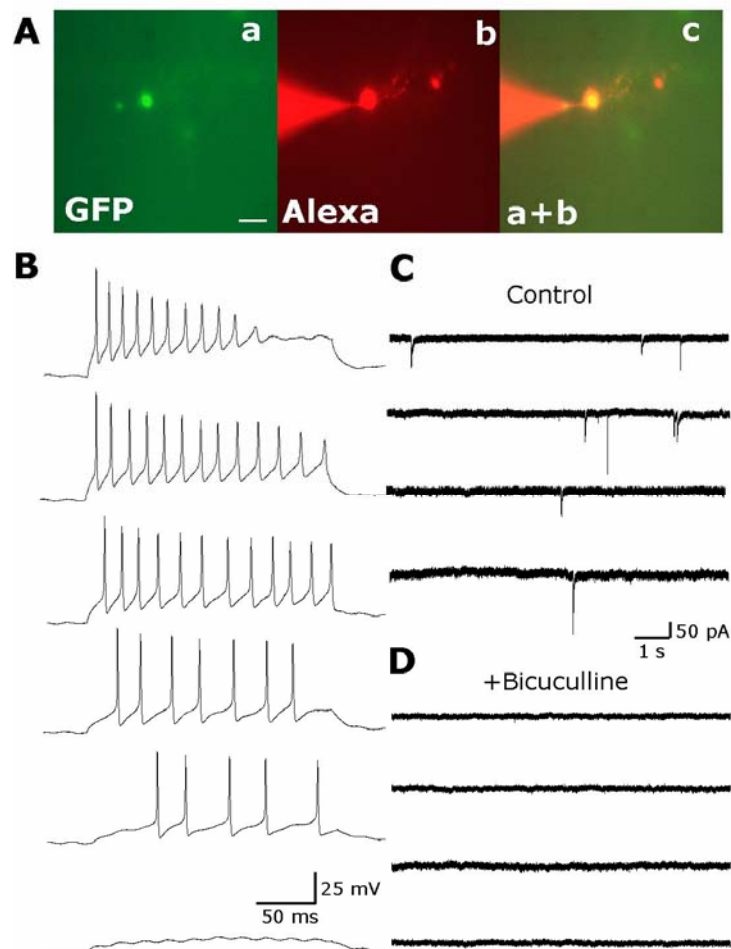 A
a
b
c
GFP
Alexa
a+b
B
C
Control
25 mV
50 ms
50 pA
1 s
D
+Bicuculline